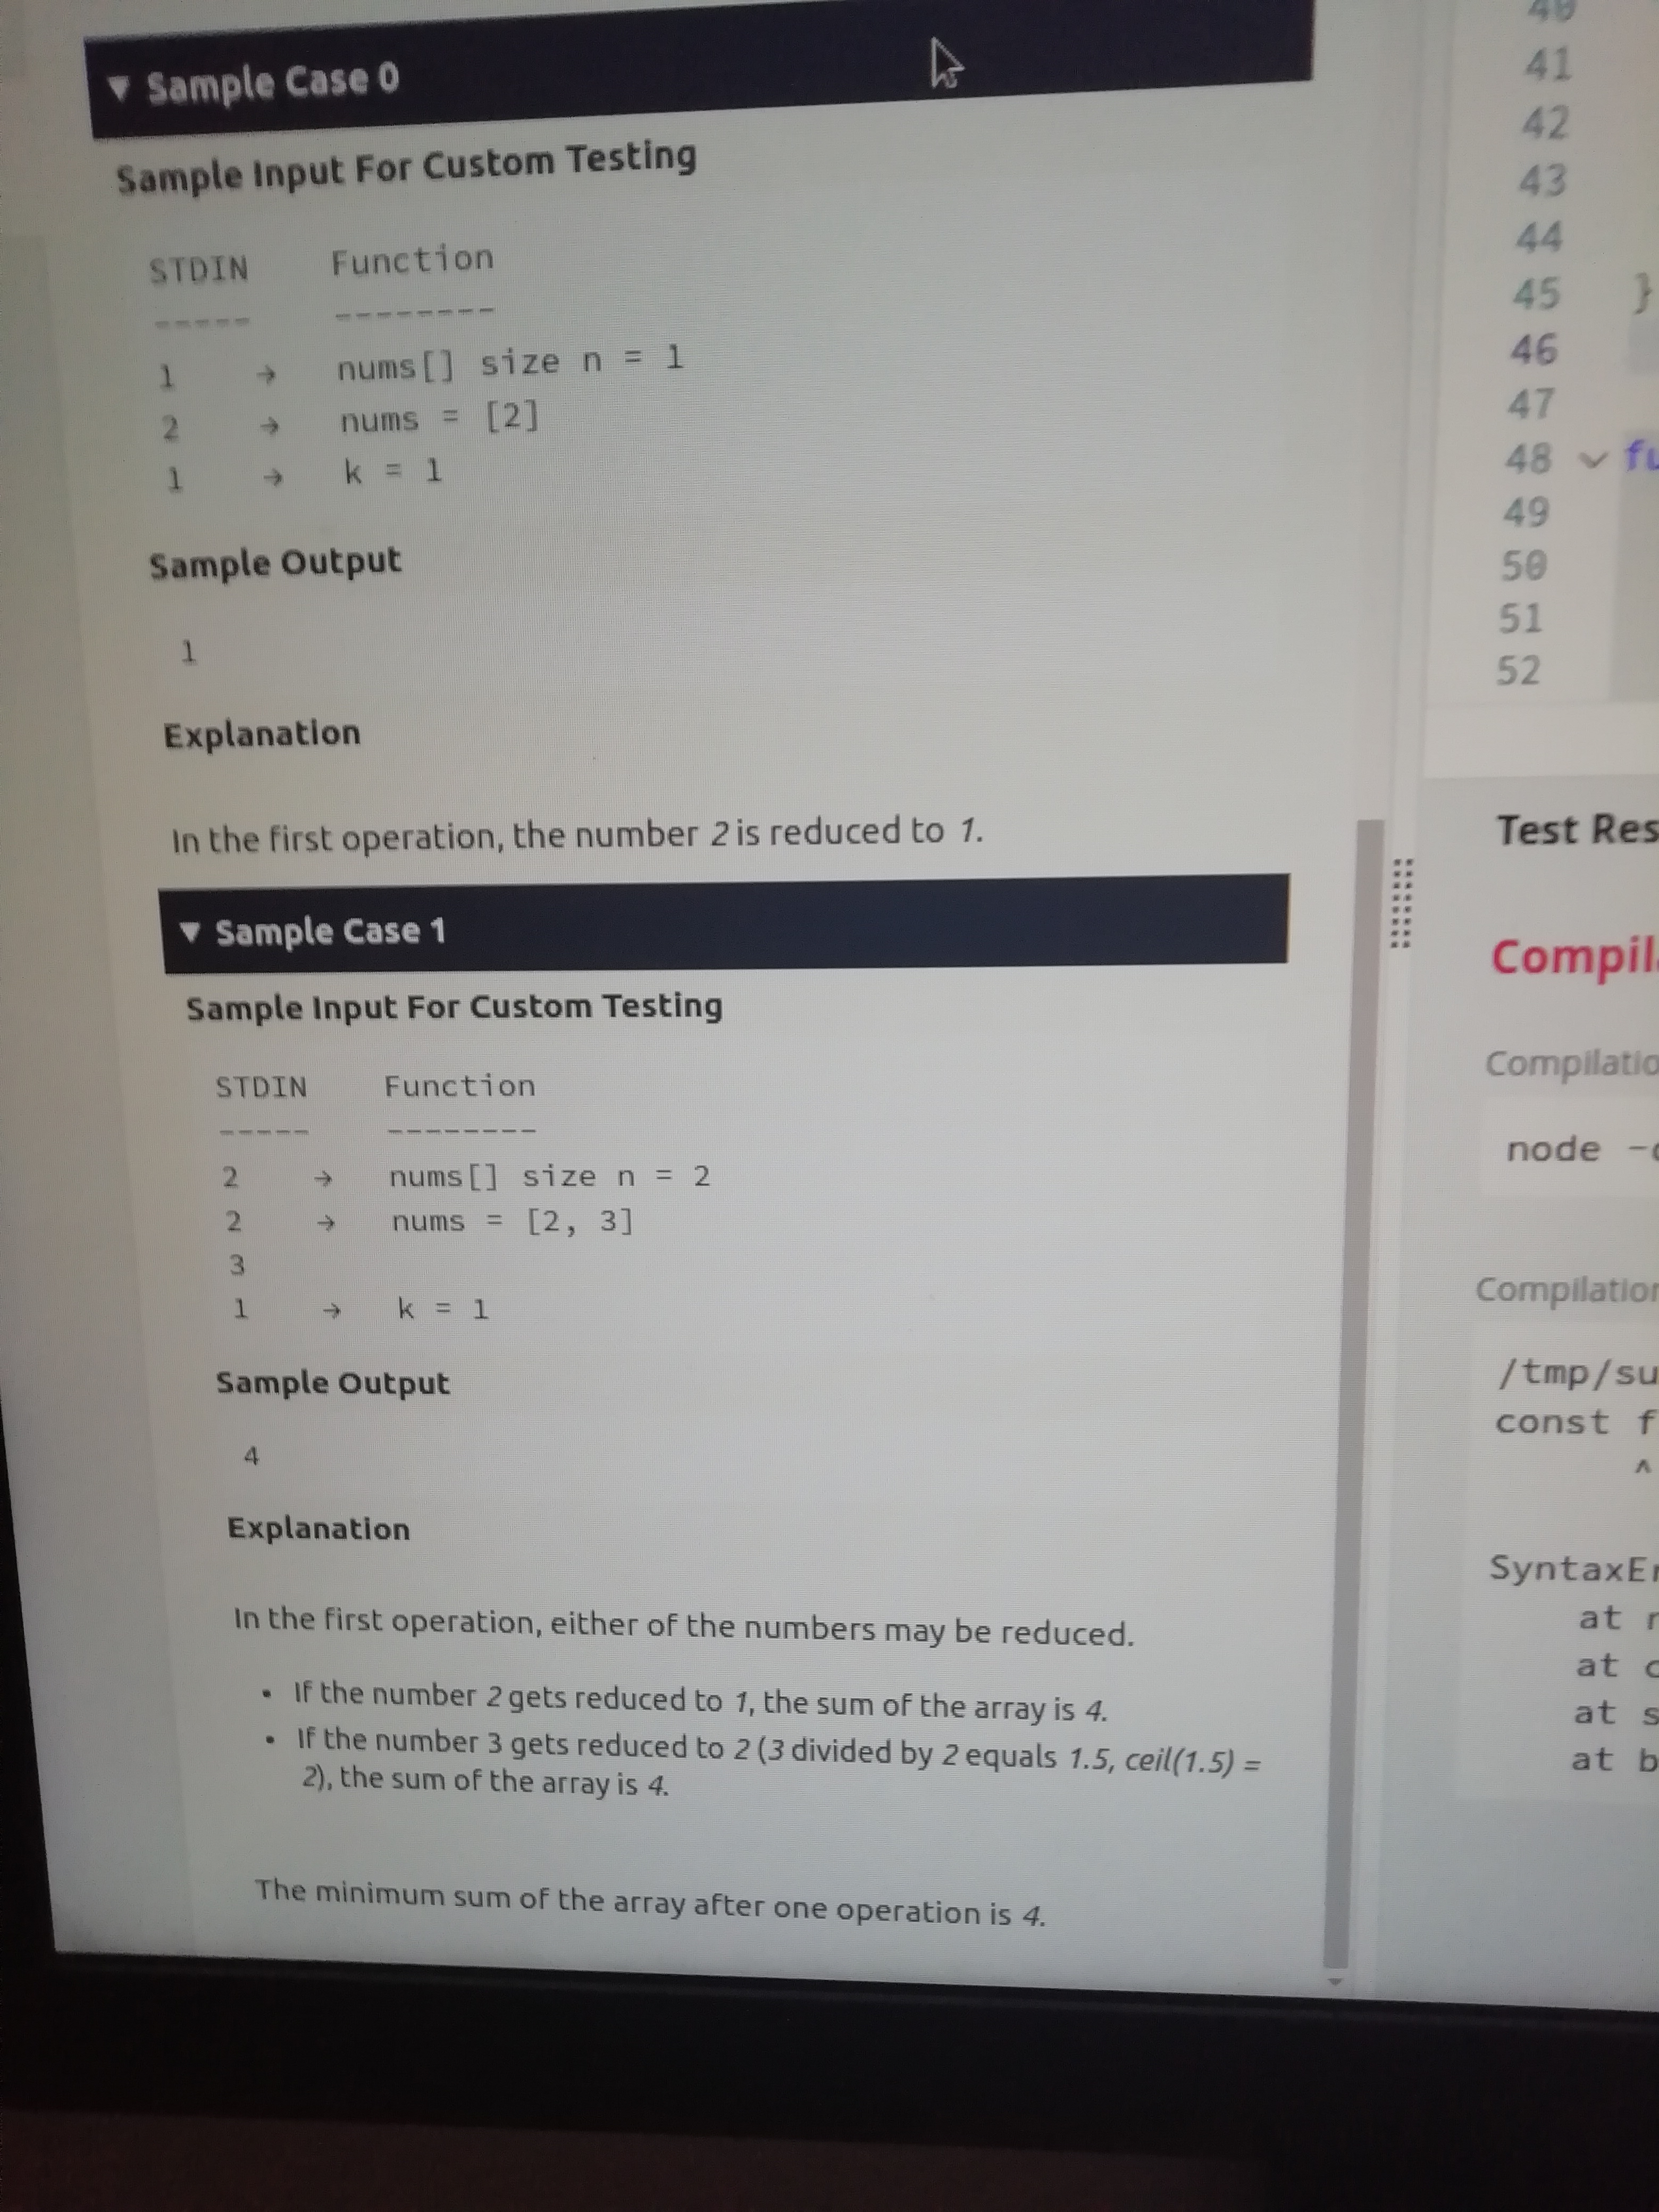 ▼ Sample Case 0
Sample Input For Custom Testing
STDIN Function
----- --------
1 → nums[] size n = 1
2 → nums = [2]
1 → k = 1
Sample Output
1
Explanation
In the first operation, the number 2 is reduced to 1.
▼ Sample Case 1
Sample Input For Custom Testing
STDIN Function
----- --------
2 → nums[] size n = 2
2 → nums = [2, 3]
3
1 → k = 1
Sample Output
4
Explanation
In the first operation, either of the numbers may be reduced.
• If the number 2 gets reduced to 1, the sum of the array is 4.
• If the number 3 gets reduced to 2 (3 divided by 2 equals 1.5, ceil(1.5) =
2), the sum of the array is 4.
The minimum sum of the array after one operation is 4.
40
41
42
43
44
45 }
46
47
48 fu
49
50
51
52
Test Res
Compil
Compilatio
node -
Compilation
/tmp/su
const f
^
SyntaxEr
at
at
at s
at b